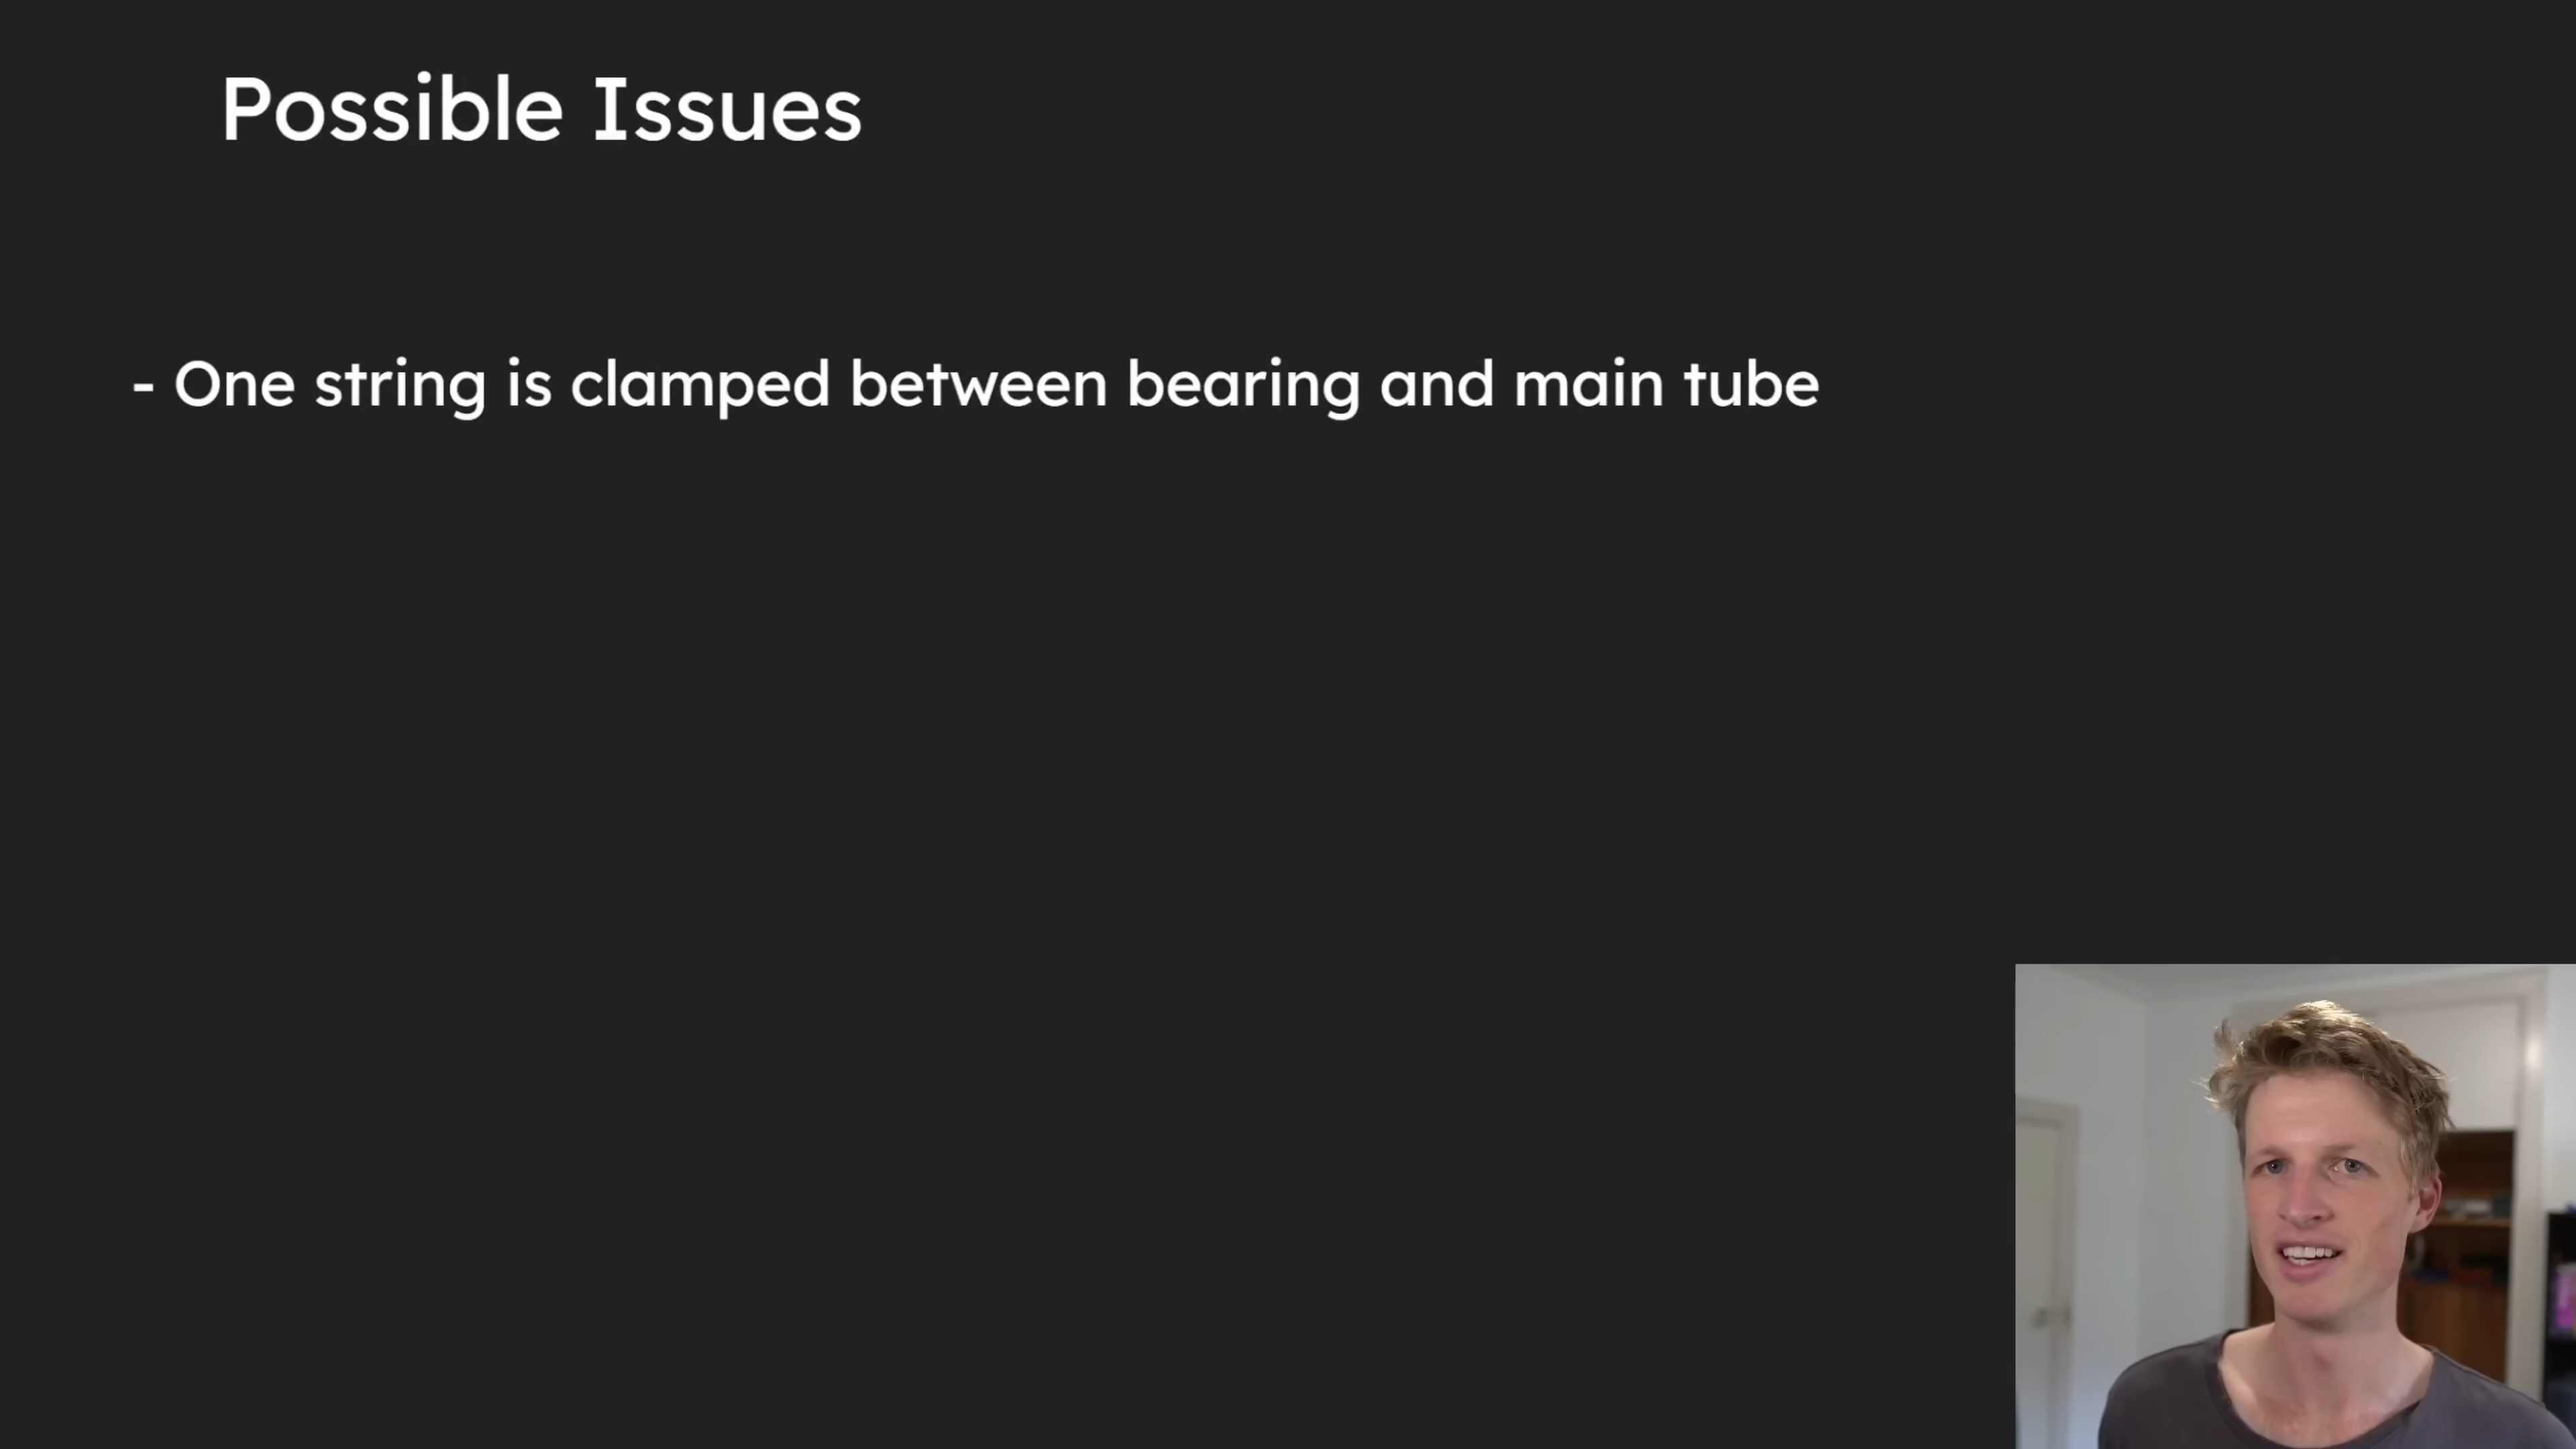 Possible Issues
- One string is clamped between bearing and main tube